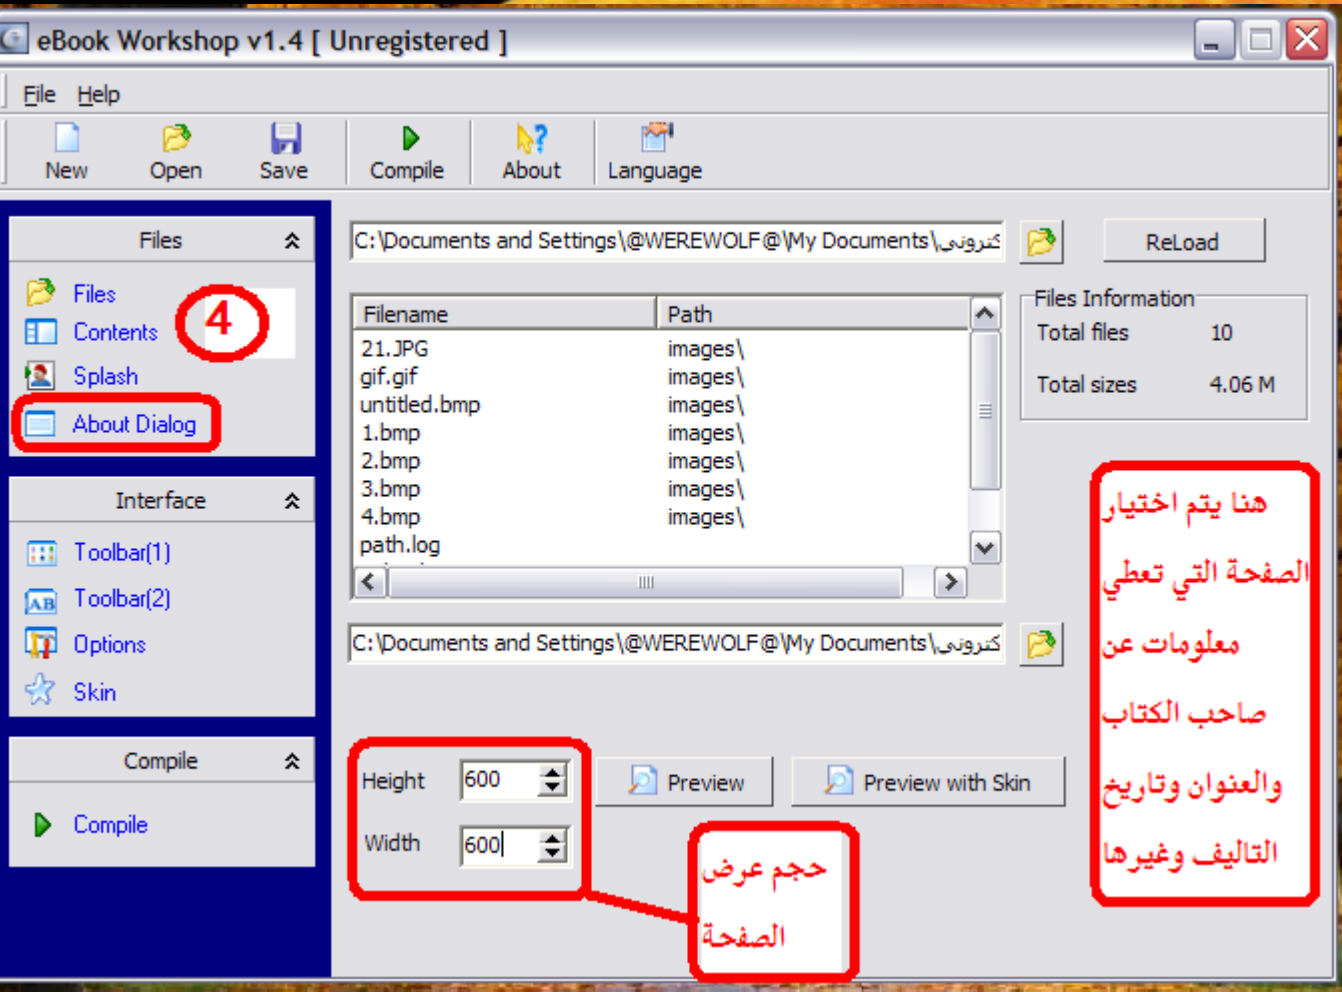 eBook Workshop v1.4 [ Unregistered ]
File Help
New Open Save Compile About Language
Files
Files
Contents
4
Splash
About Dialog
Interface
Toolbar(1)
Toolbar(2)
Options
Skin
Compile
Compile
C:\Documents and Settings\@WEREWOLF@\My Documents\كتروني
ReLoad
Filename Path
21.JPG images\
gif.gif images\
untitled.bmp images\
1.bmp images\
2.bmp images\
3.bmp images\
4.bmp images\
path.log
Files Information
Total files 10
Total sizes 4.06 M
C:\Documents and Settings\@WEREWOLF@\My Documents\كتروني
Height 600
Width 600
Preview
Preview with Skin
حجم عرض
الصفحة
هنا يتم اختيار
الصفحة التي تعطي
معلومات عن
صاحب الكتاب
والعنوان وتاريخ
التاليف وغيرها